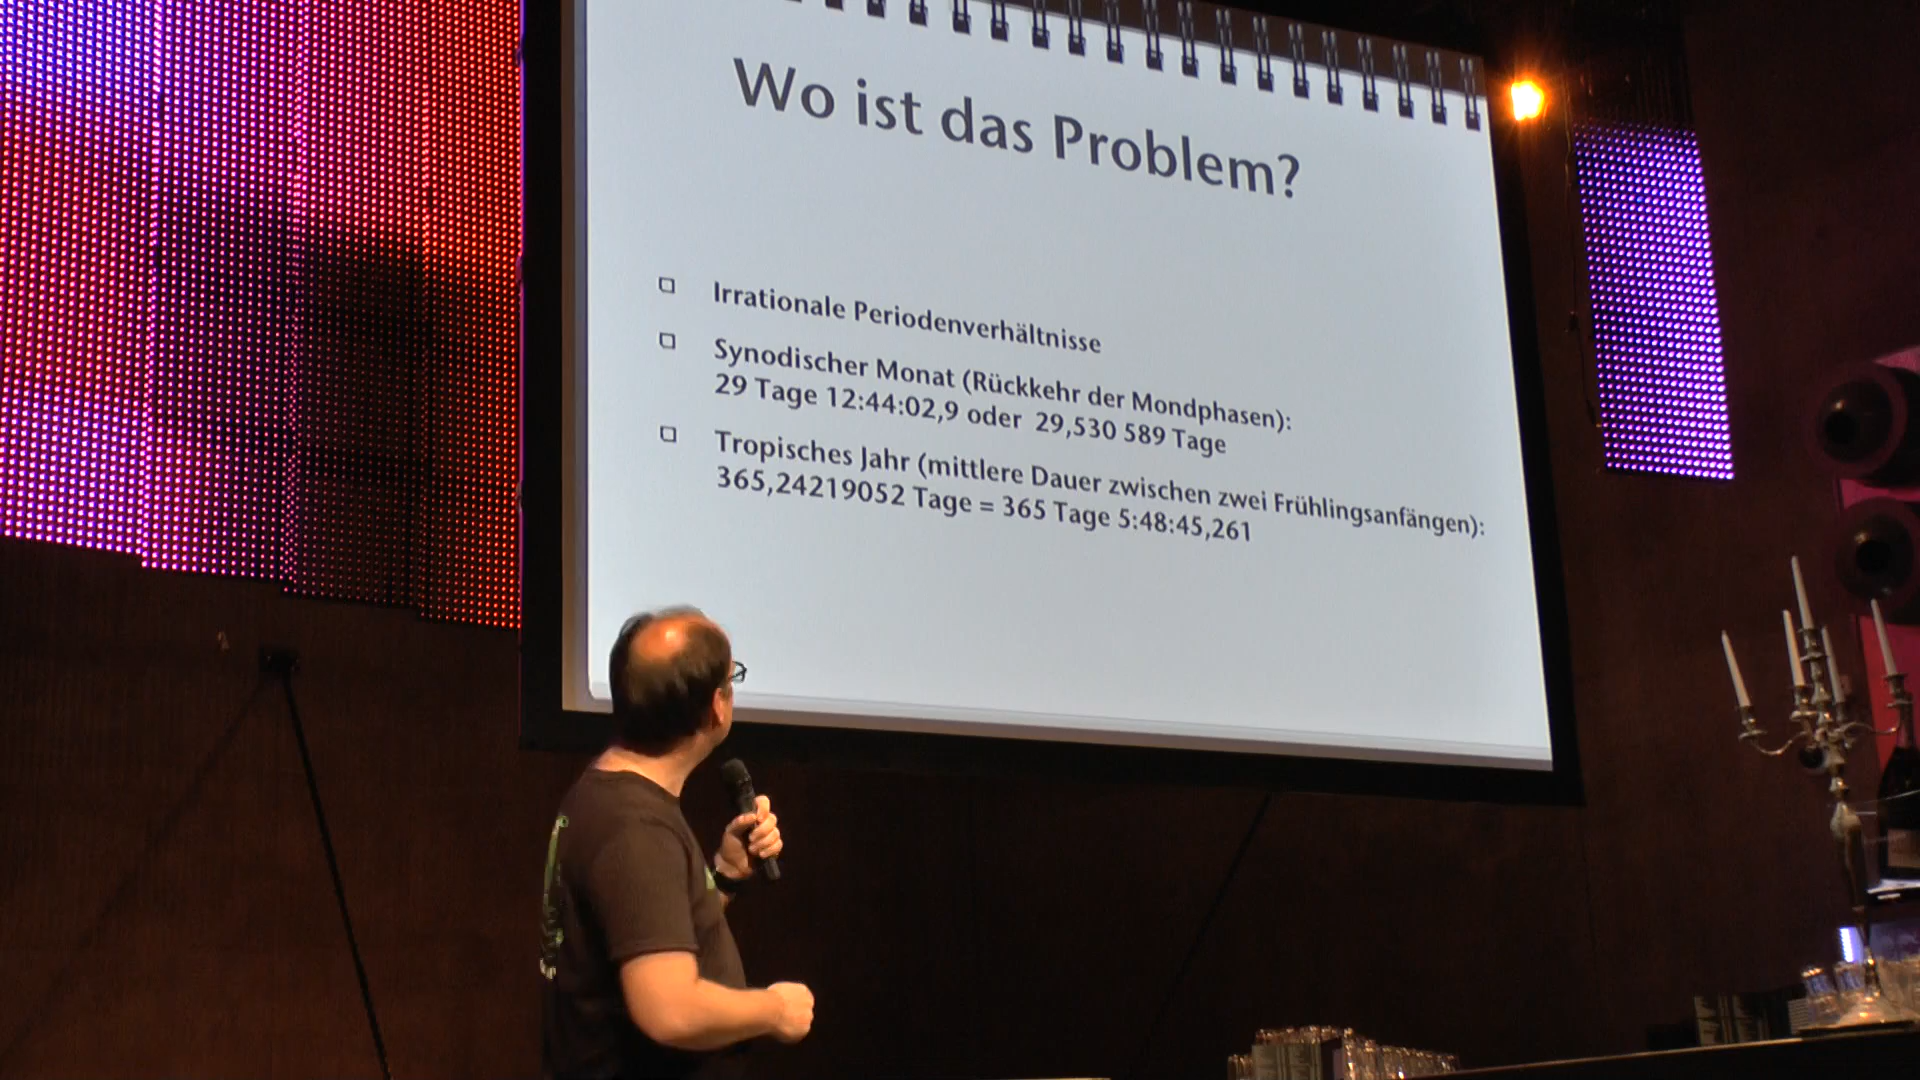 Wo ist das Problem?
Irrationale Periodenverhältnisse
Synodischer Monat (Rückkehr der Mondphasen):
29 Tage 12:44:02,9 oder 29,530 589 Tage
Tropisches Jahr (mittlere Dauer zwischen zwei Frühlingsanfängen):
365,24219052 Tage = 365 Tage 5:48:45,261